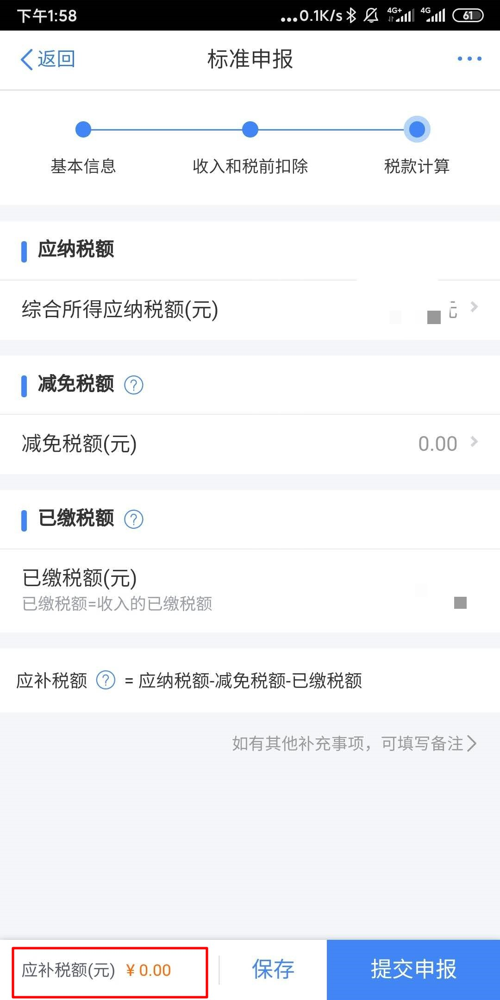 下午1:58
...0.1K/s 4G+ 4G 61
返回 标准申报
基本信息 收入和税前扣除 税款计算
应纳税额
综合所得应纳税额(元)
减免税额 ?
减免税额(元) 0.00
已缴税额 ?
已缴税额(元)
已缴税额=收入的已缴税额
应补税额 ? = 应纳税额-减免税额-已缴税额
如有其他补充事项，可填写备注
应补税额(元) ¥ 0.00 保存 提交申报